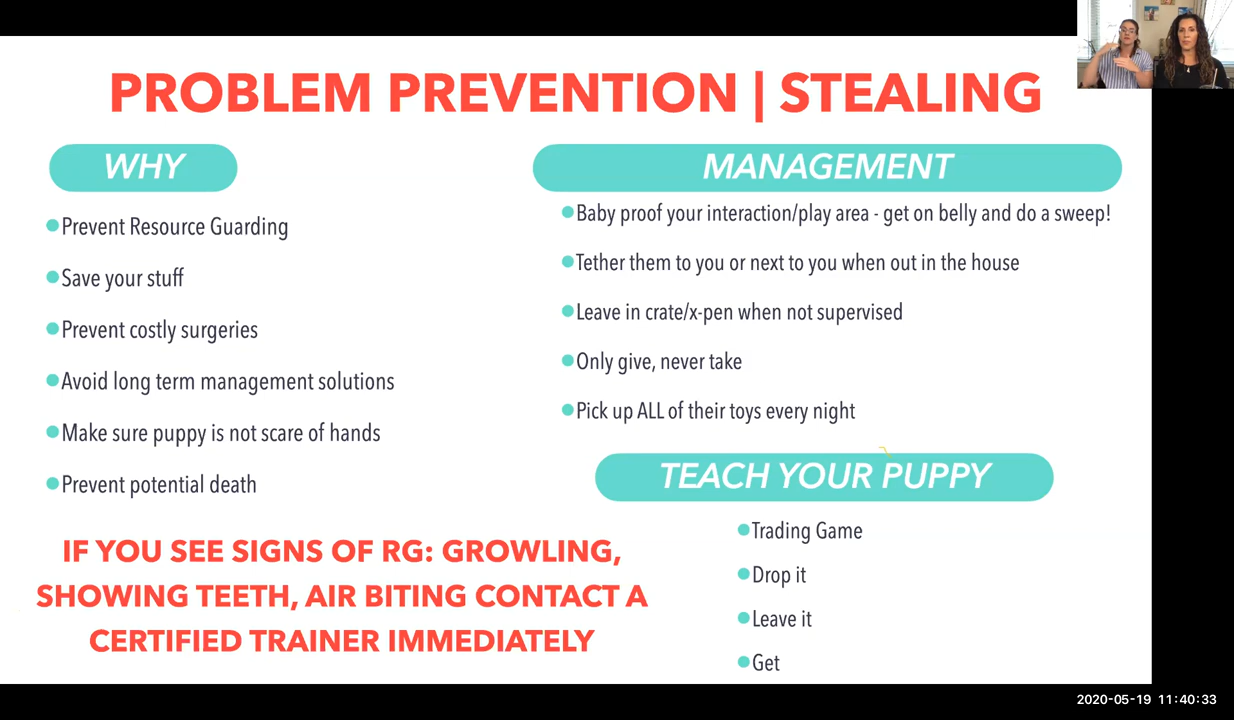 PROBLEM PREVENTION | STEALING
WHY
Prevent Resource Guarding
Save your stuff
Prevent costly surgeries
Avoid long term management solutions
Make sure puppy is not scare of hands
Prevent potential death
IF YOU SEE SIGNS OF RG: GROWLING,
SHOWING TEETH, AIR BITING CONTACT A
CERTIFIED TRAINER IMMEDIATELY
MANAGEMENT
Baby proof your interaction/play area - get on belly and do a sweep!
Tether them to you or next to you when out in the house
Leave in crate/x-pen when not supervised
Only give, never take
Pick up ALL of their toys every night
TEACH YOUR PUPPY
Trading Game
Drop it
Leave it
Get
2020-05-19 11:40:33